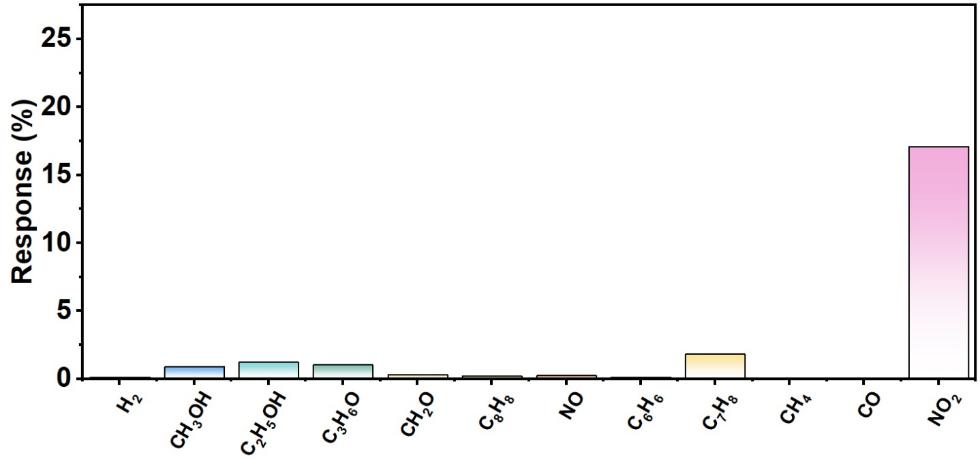 Response (%)
25
20
15
10
5
0
H₂
CH₃OH
C₂H₅OH
C₃H₆O
CH₂O
C₈H₈
NO
C₆H₆
C₇H₈
CH₄
CO
NO₂